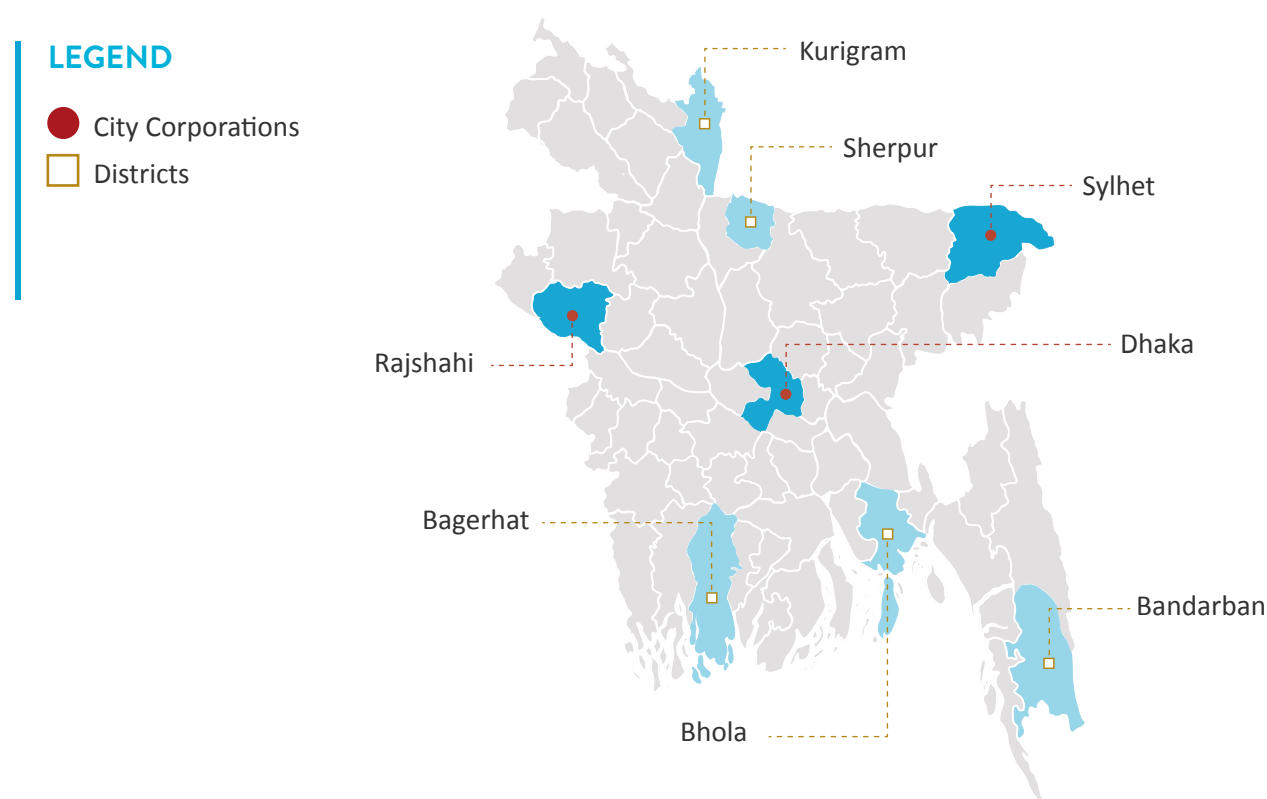 LEGEND
City Corporations
Districts
Kurigram
Sherpur
Sylhet
Dhaka
Rajshahi
Bagerhat
Bandarban
Bhola